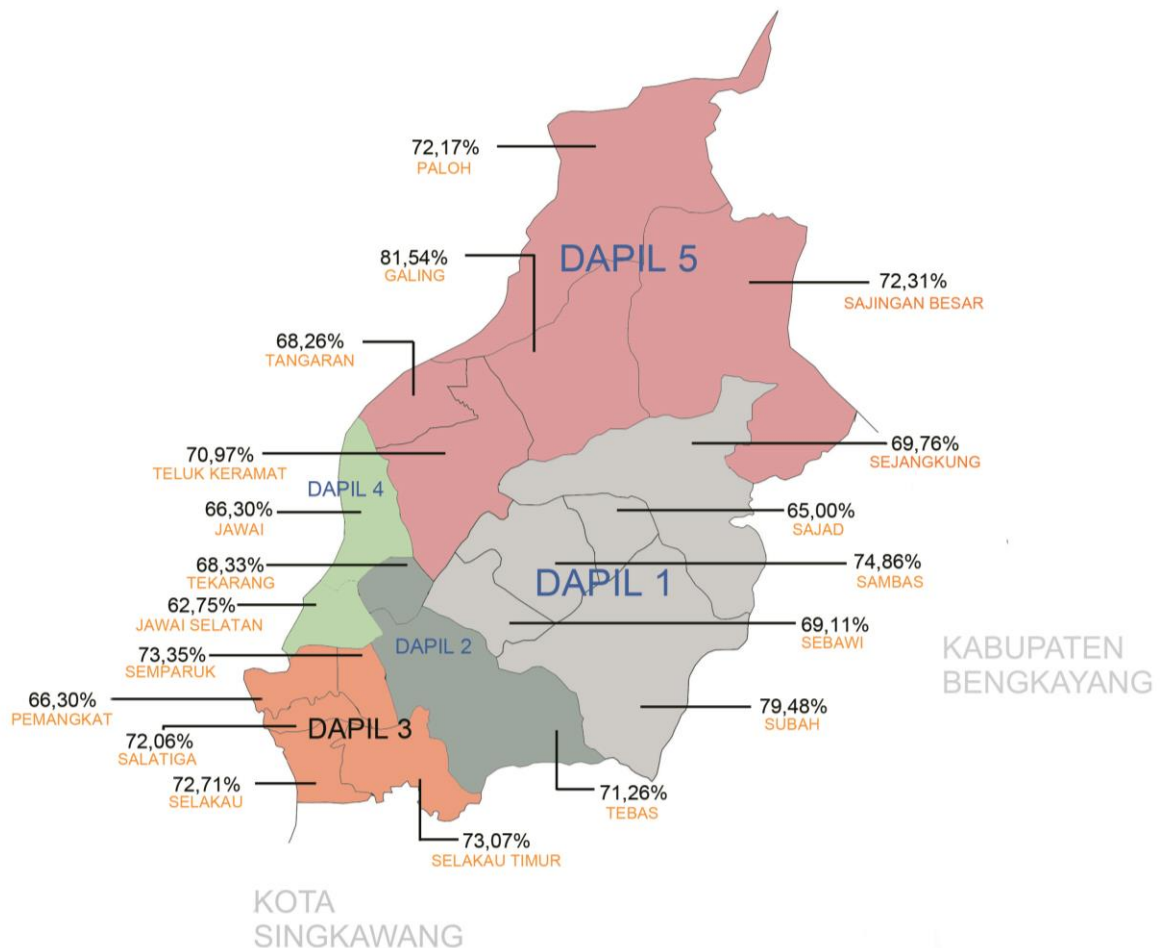 72,17%
PALOH
DAPIL 5
81,54%
GALING
72,31%
SAJINGAN BESAR
68,26%
TANGARAN
70,97%
TELUK KERAMAT
69,76%
SEJANGKUNG
DAPIL 4
66,30%
JAWAI
65,00%
SAJAD
68,33%
TEKARANG
74,86%
SAMBAS
DAPIL 1
62,75%
JAWAI SELATAN
69,11%
SEBAWI
DAPIL 2
73,35%
SEMPARUK
KABUPATEN
BENGKAYANG
66,30%
PEMANGKAT
79,48%
SUBAH
DAPIL 3
72,06%
SALATIGA
72,71%
SELAKAU
71,26%
TEBAS
73,07%
SELAKAU TIMUR
KOTA
SINGKAWANG